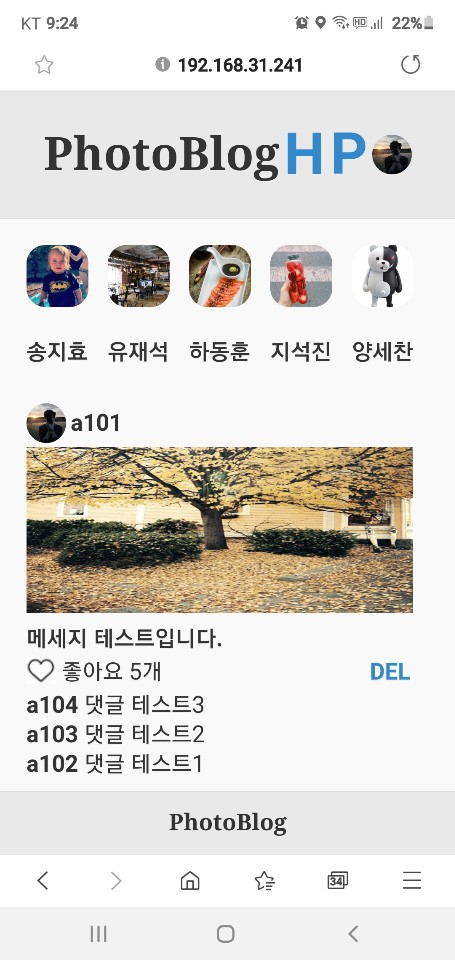 KT 9:24 HD 22%
192.168.31.241
PhotoBlog H P
송지효 유재석 하동훈 지석진 양세찬
a101
메세지 테스트입니다.
좋아요 5개 DEL
a104 댓글 테스트3
a103 댓글 테스트2
a102 댓글 테스트1
PhotoBlog
34